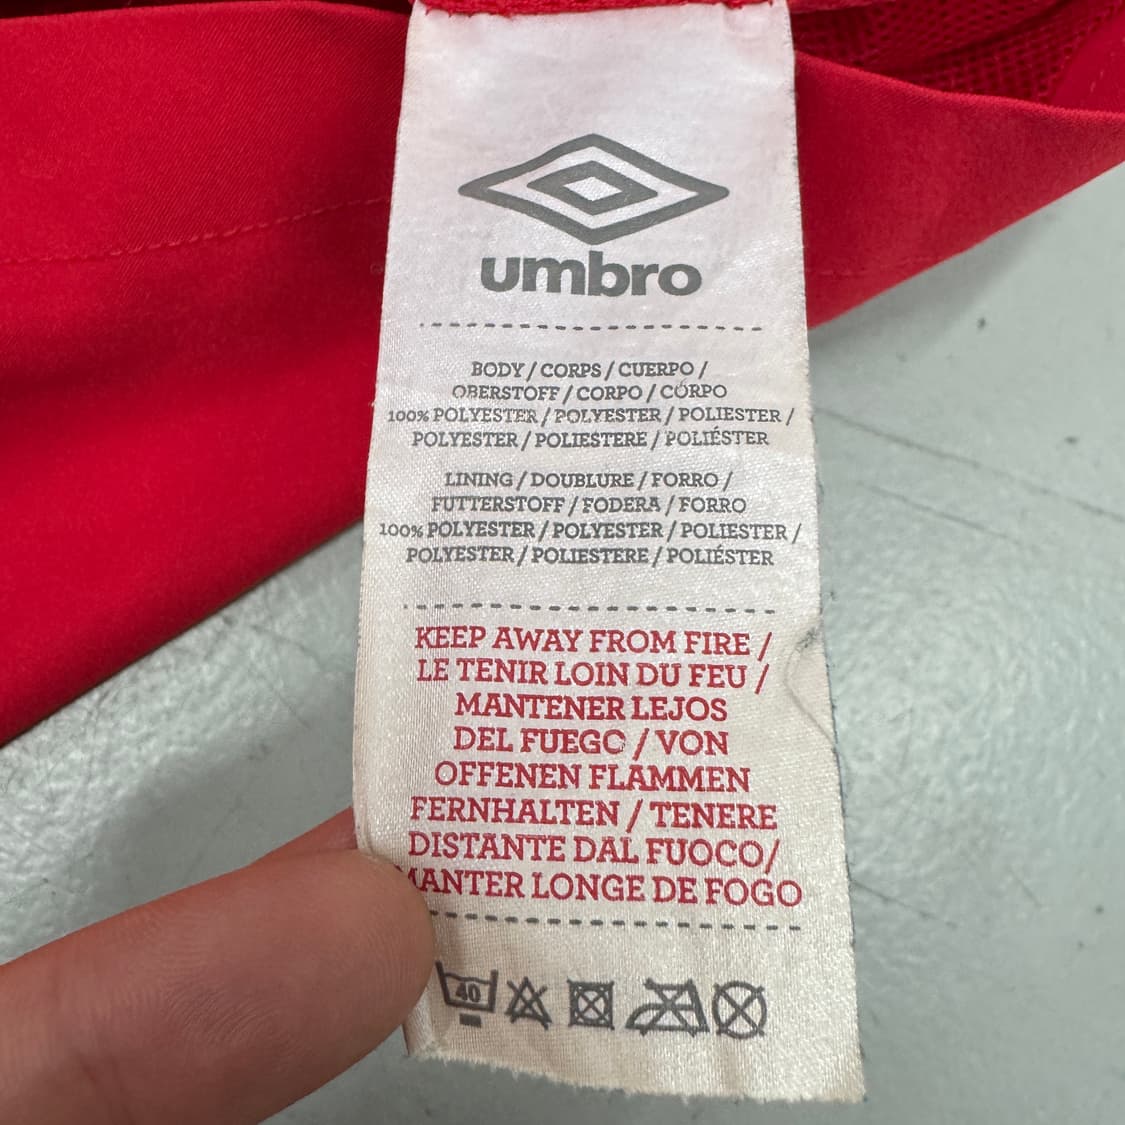 umbro
BODY / CORPS / CUERPO /
OBERSTOFF / CORPO / CORPO
100% POLYESTER / POLYESTER / POLIESTER /
POLYESTER / POLIESTERE / POLIÉSTER
LINING / DOUBLURE / FORRO /
FUTTERSTOFF / FODERA / FORRO
100% POLYESTER / POLYESTER / POLIESTER /
POLYESTER / POLIESTERE / POLIÉSTER
KEEP AWAY FROM FIRE /
LE TENIR LOIN DU FEU /
MANTENER LEJOS
DEL FUEGO / VON
OFFENEN FLAMMEN
FERNHALTEN / TENERE
DISTANTE DAL FUOCO/
MANTER LONGE DE FOGO
40